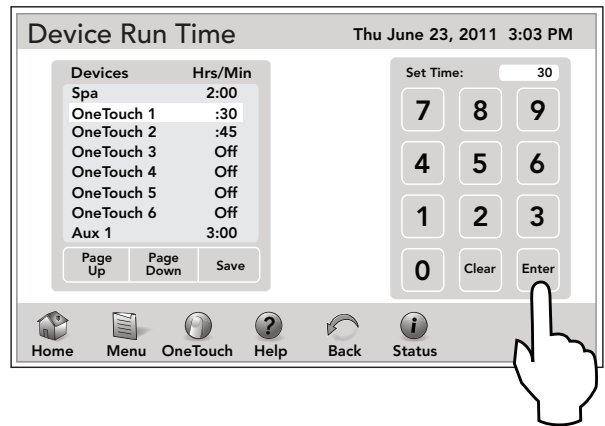 Device Run Time Thu June 23, 2011 3:03 PM
Devices Hrs/Min
Spa 2:00
OneTouch 1 :30
OneTouch 2 :45
OneTouch 3 Off
OneTouch 4 Off
OneTouch 5 Off
OneTouch 6 Off
Aux 1 3:00
Page Up Page Down Save
Set Time: 30
7 8 9
4 5 6
1 2 3
0 Clear Enter
? i
Home Menu OneTouch Help Back Status